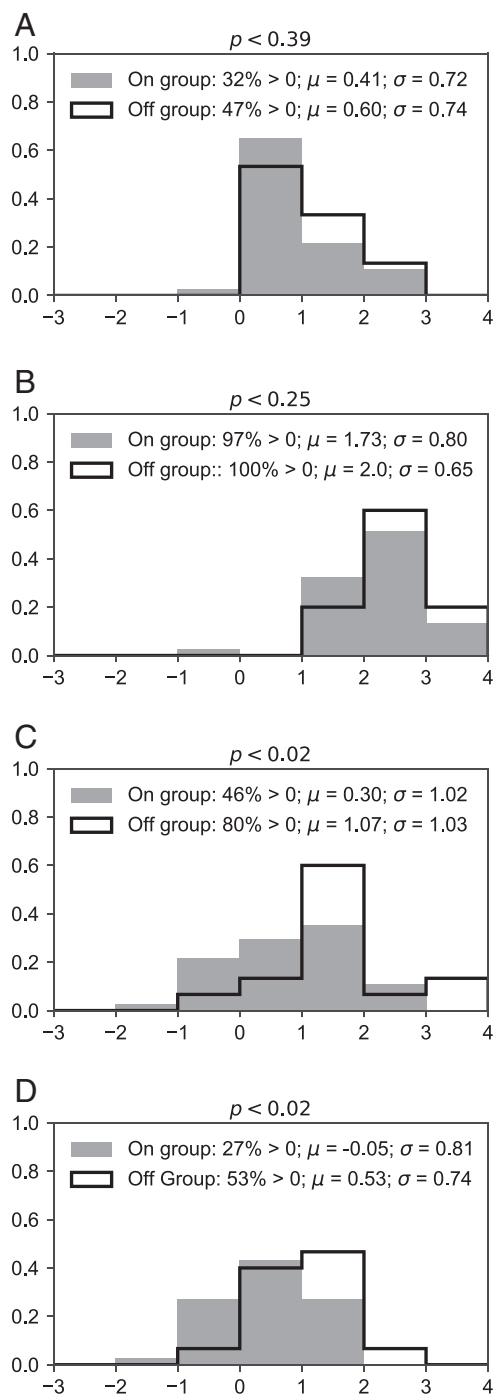 A
p < 0.39
1.0
On group: 32% > 0; μ = 0.41; σ = 0.72
0.8
Off group: 47% > 0; μ = 0.60; σ = 0.74
0.6
0.4
0.2
0.0
−3 −2 −1 0 1 2 3 4
B
p < 0.25
1.0
On group: 97% > 0; μ = 1.73; σ = 0.80
0.8
Off group:: 100% > 0; μ = 2.0; σ = 0.65
0.6
0.4
0.2
0.0
−3 −2 −1 0 1 2 3 4
C
p < 0.02
1.0
On group: 46% > 0; μ = 0.30; σ = 1.02
0.8
Off group: 80% > 0; μ = 1.07; σ = 1.03
0.6
0.4
0.2
0.0
−3 −2 −1 0 1 2 3 4
D
p < 0.02
1.0
On group: 27% > 0; μ = -0.05; σ = 0.81
0.8
Off Group: 53% > 0; μ = 0.53; σ = 0.74
0.6
0.4
0.2
0.0
−3 −2 −1 0 1 2 3 4